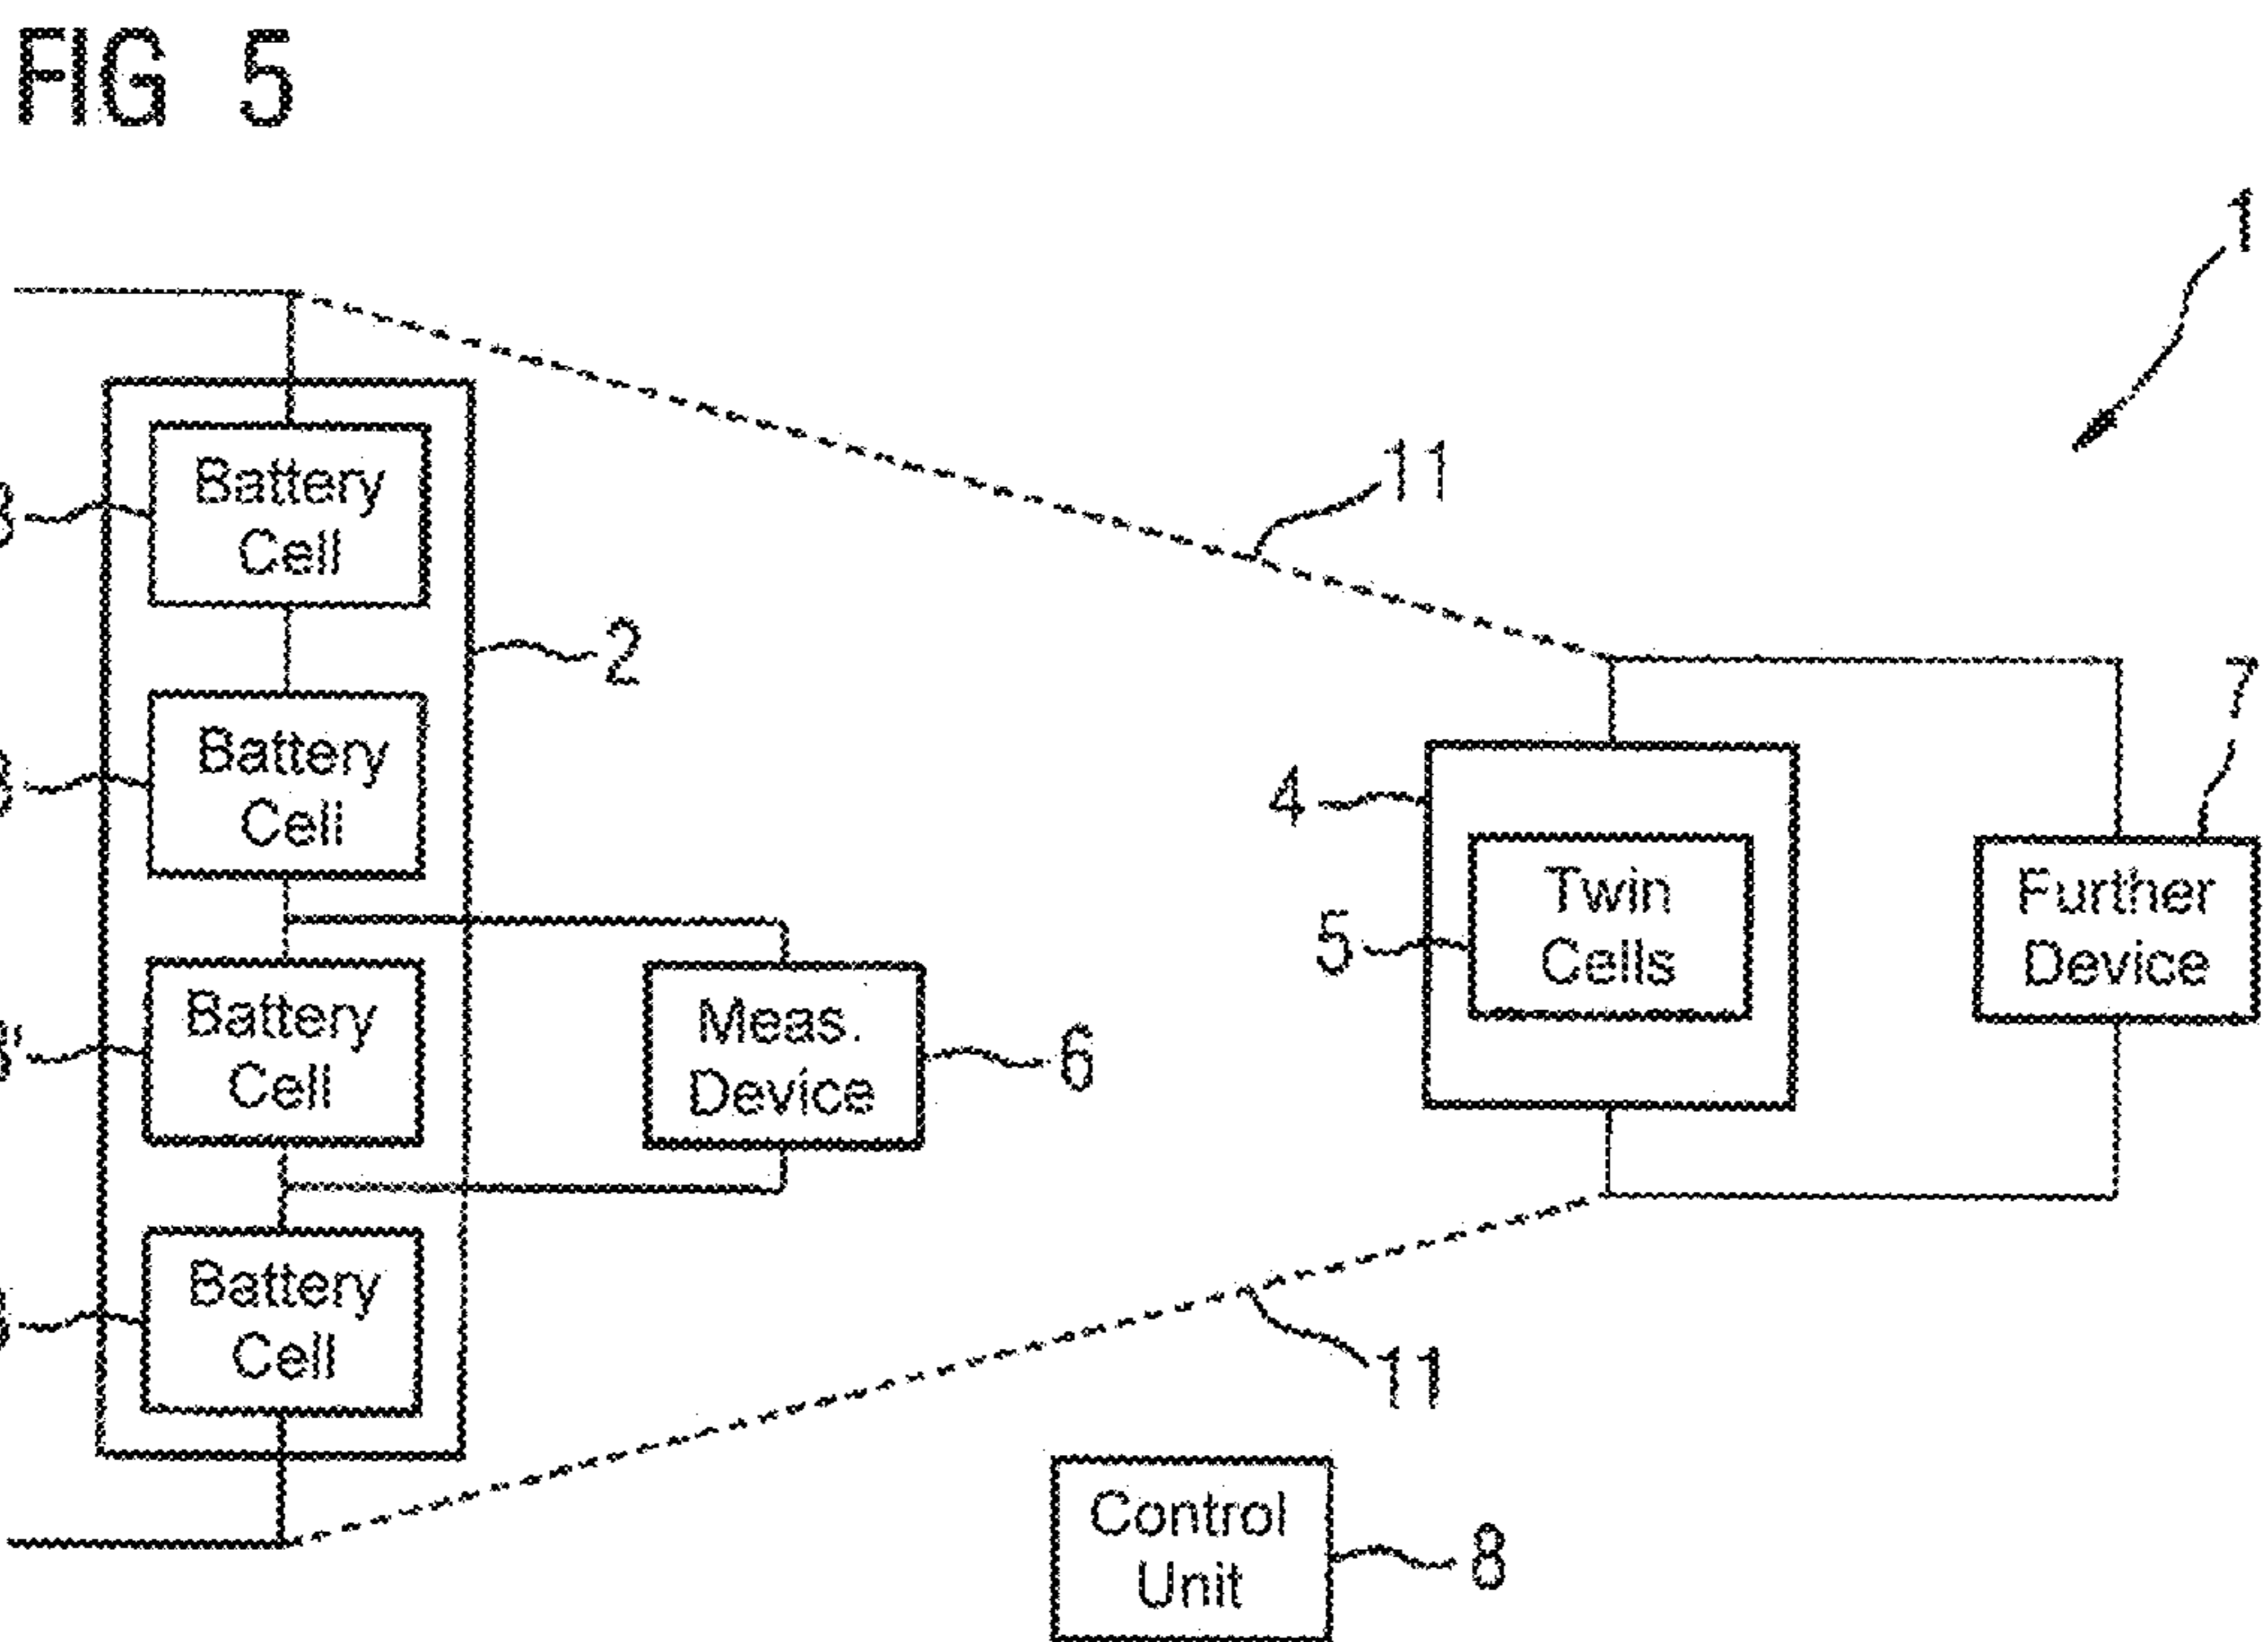 FIG 5
1
11
Battery
Cell
2
Battery
Cell
7
4
Twin
Cells
5
Further
Device
Battery
Cell
Meas.
Device
6
Battery
Cell
11
Control
Unit
8